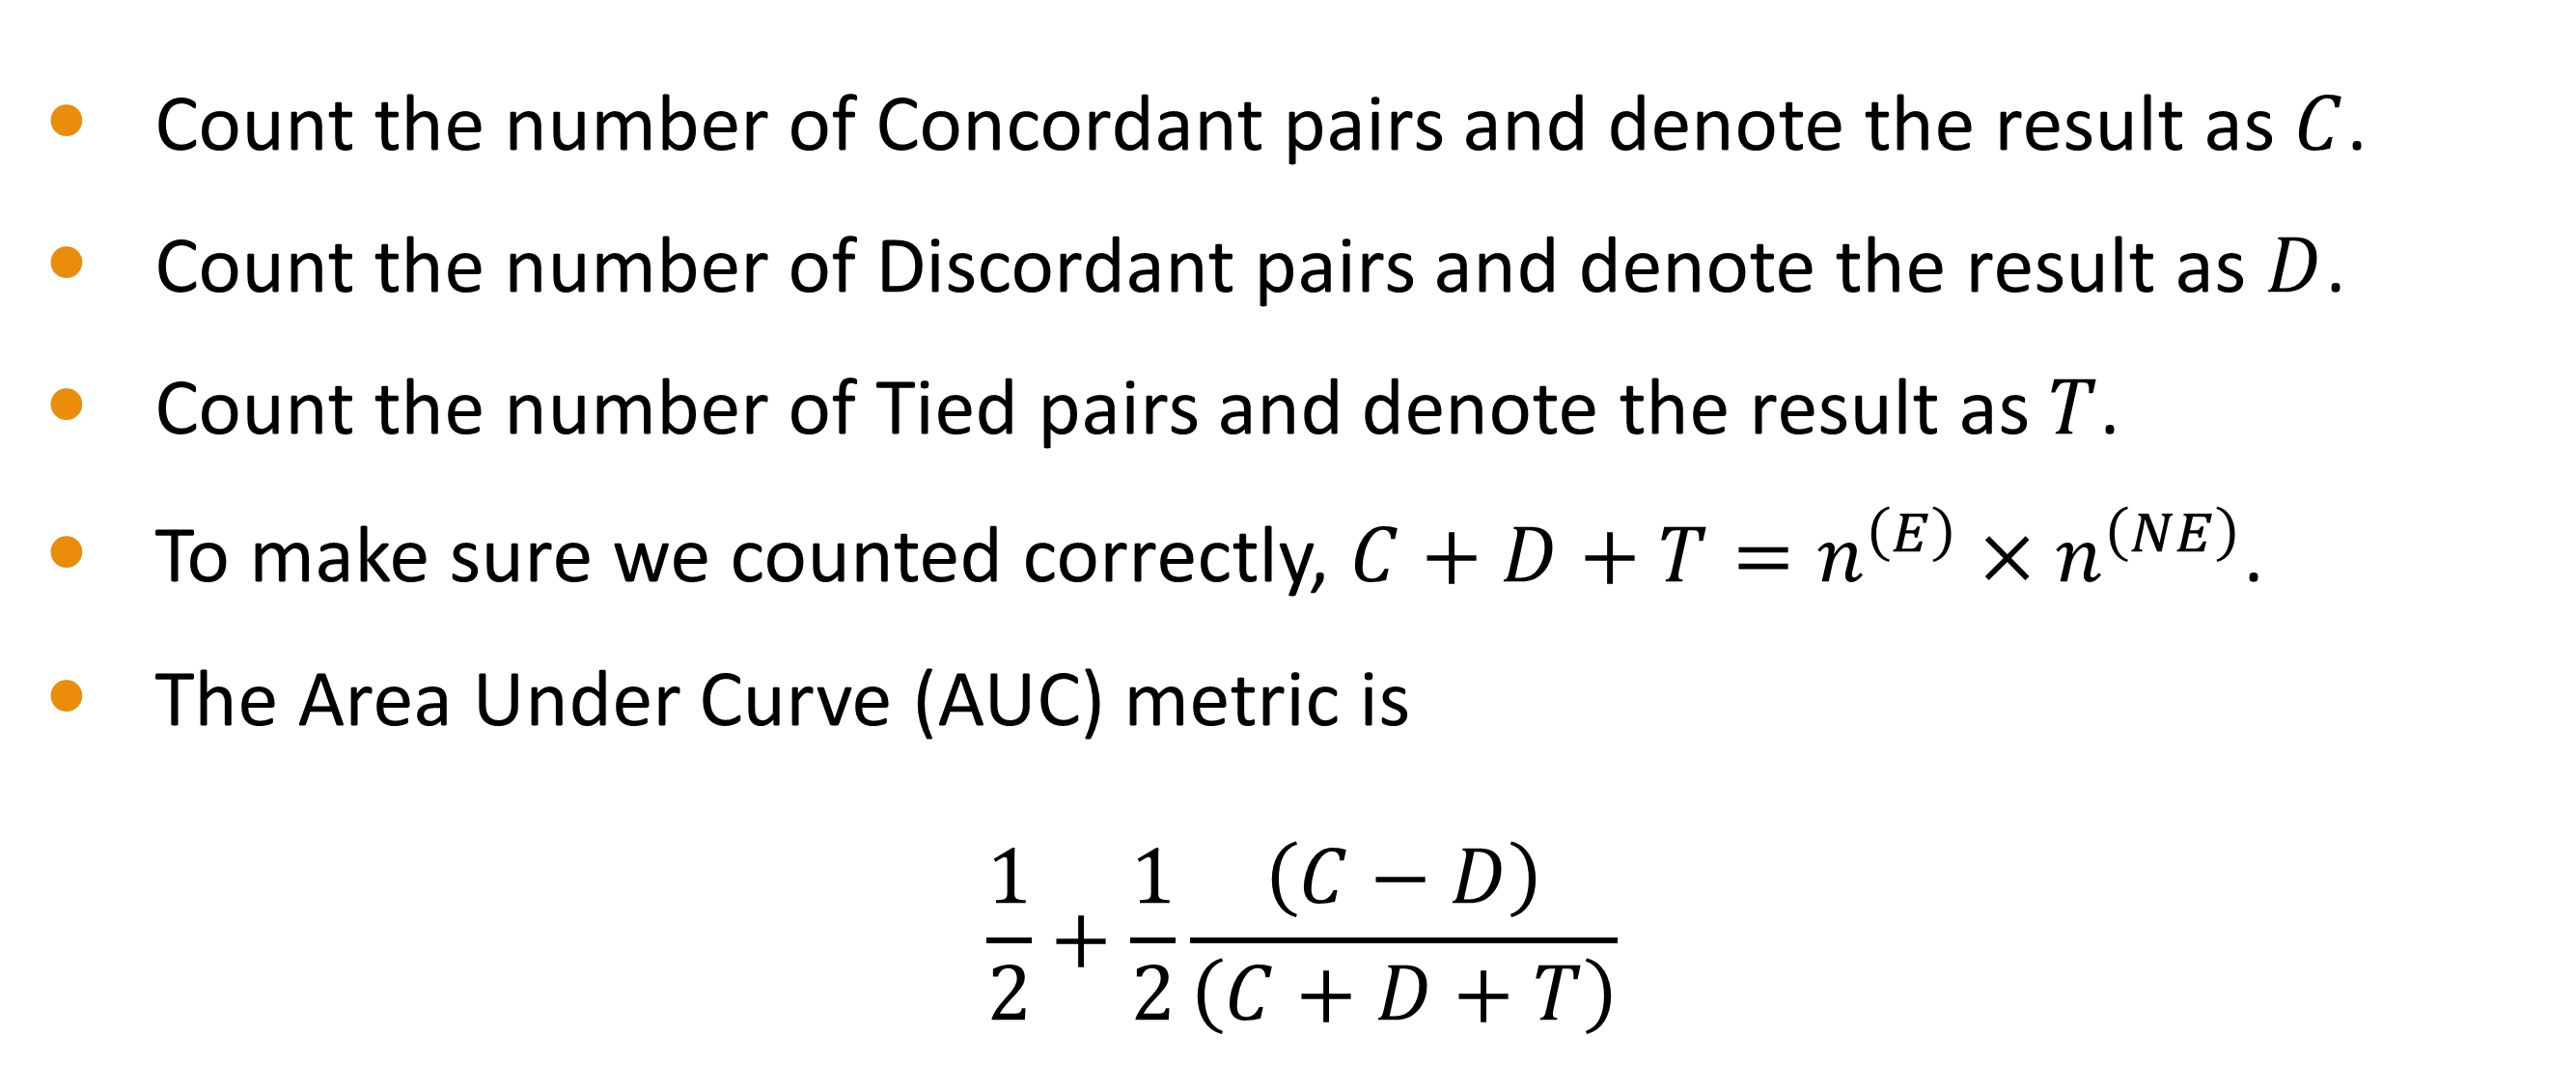 • Count the number of Concordant pairs and denote the result as C.
• Count the number of Discordant pairs and denote the result as D.
• Count the number of Tied pairs and denote the result as T.
• To make sure we counted correctly, C + D + T = n^(E) × n^(NE).
• The Area Under Curve (AUC) metric is
1/2 + 1/2 (C − D)/(C + D + T)